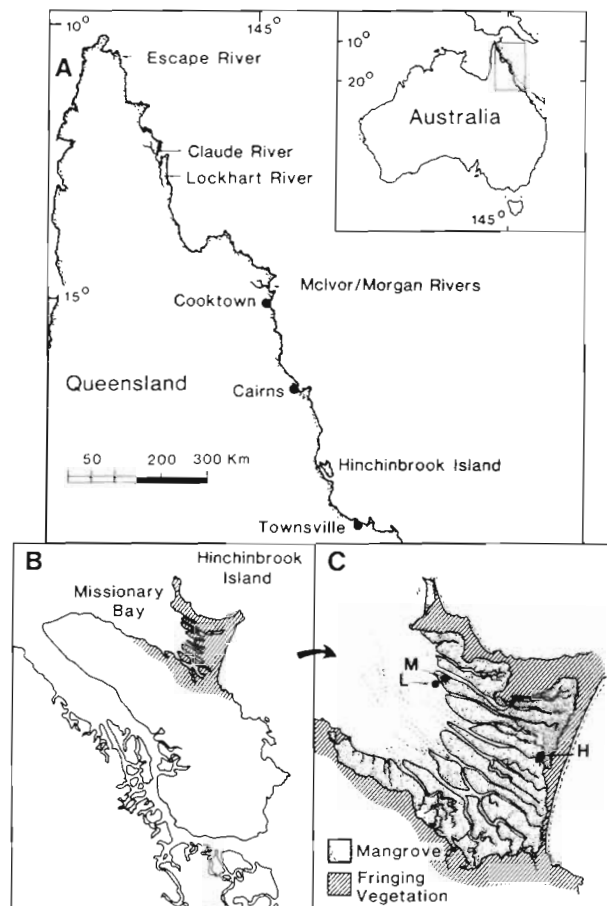 10°
145°
A
Escape River
Claude River
Lockhart River
15°
McIvor/Morgan Rivers
Cooktown
Queensland
Cairns
50 200 300 Km
Hinchinbrook Island
Townsville
10°
20°
Australia
145°
B
Hinchinbrook
Island
Missionary
Bay
C
M
L
H
Mangrove
Fringing
Vegetation